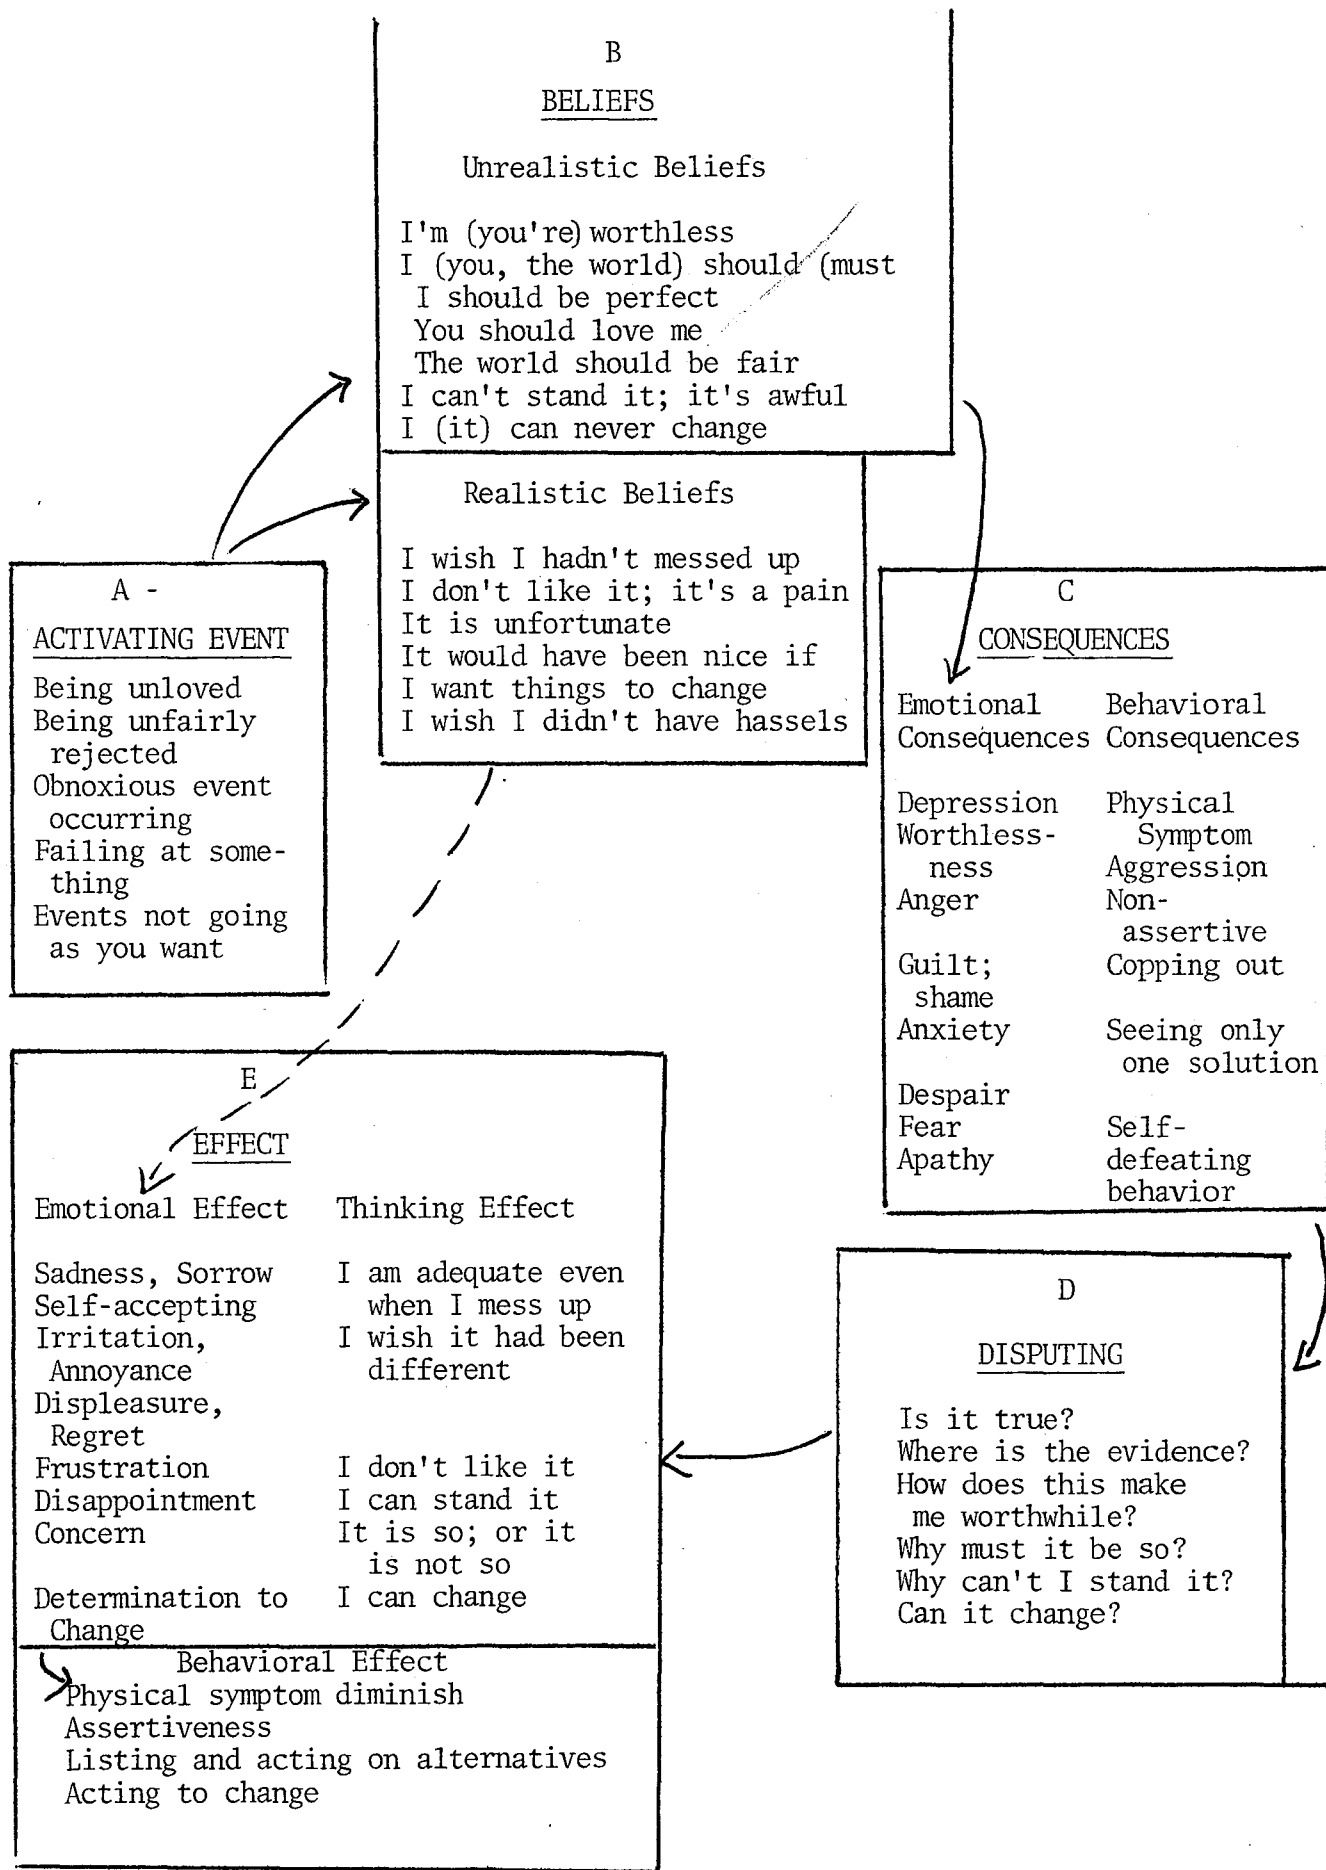 B
BELIEFS
Unrealistic Beliefs
I'm (you're) worthless
I (you, the world) should (must
I should be perfect
You should love me
The world should be fair
I can't stand it; it's awful
I (it) can never change
Realistic Beliefs
I wish I hadn't messed up
I don't like it; it's a pain
It is unfortunate
It would have been nice if
I want things to change
I wish I didn't have hassels
A -
ACTIVATING EVENT
Being unloved
Being unfairly
rejected
Obnoxious event
occurring
Failing at some-
thing
Events not going
as you want
C
CONSEQUENCES
Emotional
Consequences
Depression
Worthless-
ness
Anger
Guilt;
shame
Anxiety
Despair
Fear
Apathy
Behavioral
Consequences
Physical
Symptom
Aggression
Non-
assertive
Copping out
Seeing only
one solution
Self-
defeating
behavior
D
DISPUTING
Is it true?
Where is the evidence?
How does this make
me worthwhile?
Why must it be so?
Why can't I stand it?
Can it change?
E
EFFECT
Emotional Effect
Sadness, Sorrow
Self-accepting
Irritation,
Annoyance
Displeasure,
Regret
Frustration
Disappointment
Concern
Determination to
Change
Thinking Effect
I am adequate even
when I mess up
I wish it had been
different
I don't like it
I can stand it
It is so; or it
is not so
I can change
Behavioral Effect
Physical symptom diminish
Assertiveness
Listing and acting on alternatives
Acting to change